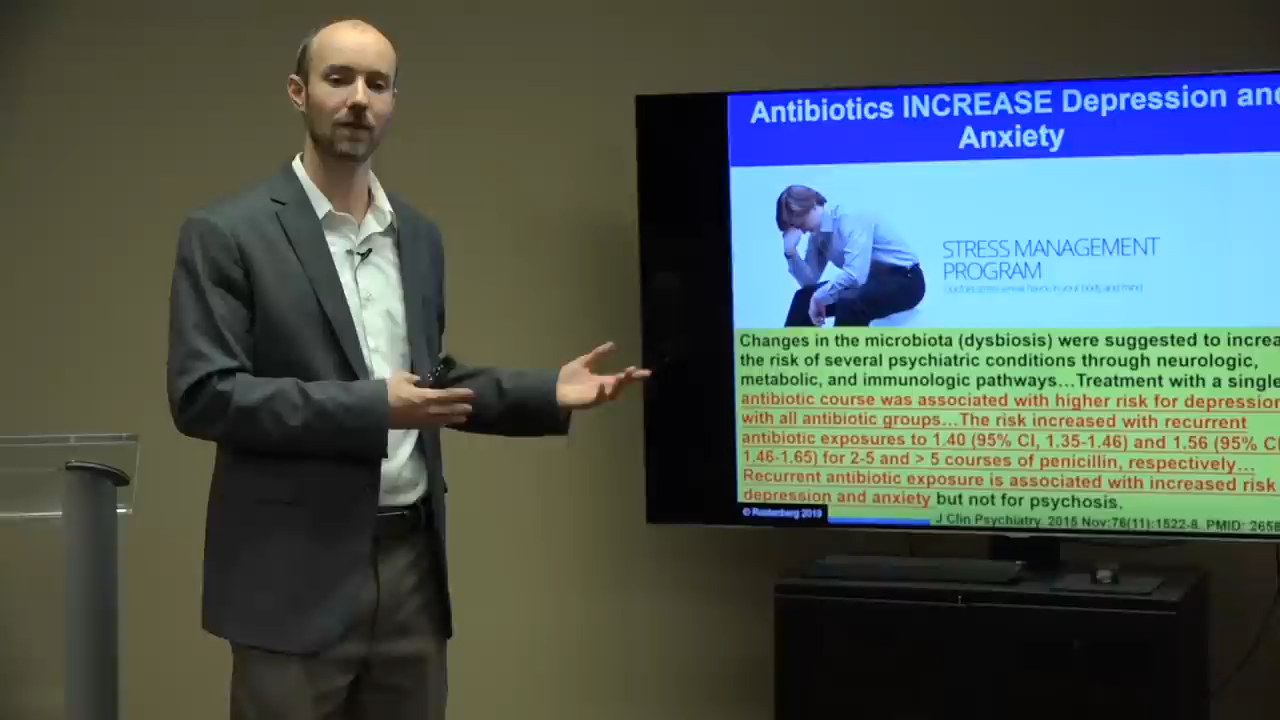 Antibiotics INCREASE Depression and
Anxiety
STRESS MANAGEMENT
PROGRAM
in your body and mind
Changes in the microbiota (dysbiosis) were suggested to increa
the risk of several psychiatric conditions through neurologic,
metabolic, and immunologic pathways…Treatment with a single
antibiotic course was associated with higher risk for depression
with all antibiotic groups…The risk increased with recurrent
antibiotic exposures to 1.40 (95% CI, 1.35-1.46) and 1.56 (95% CI
1.46-1.65) for 2-5 and > 5 courses of penicillin, respectively…
Recurrent antibiotic exposure is associated with increased risk
depression and anxiety but not for psychosis.
© Rostenberg 2019
J Clin Psychiatry. 2015 Nov;76(11):1522-8. PMID: 2658